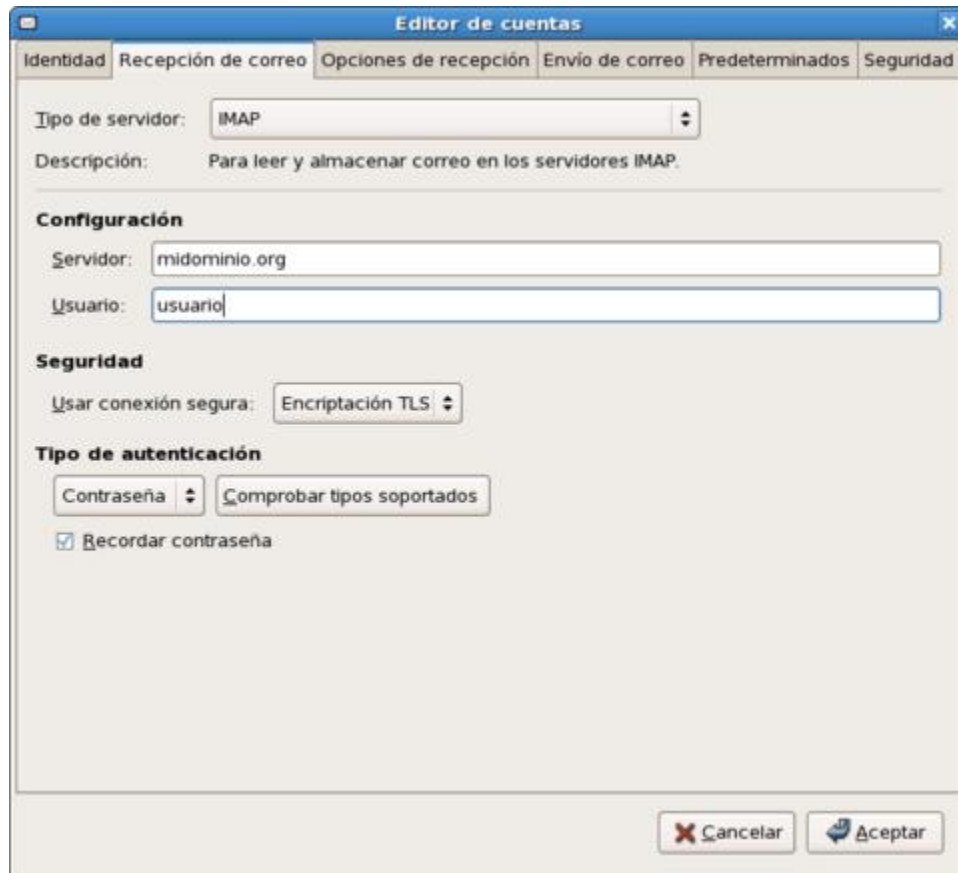 Editor de cuentas
Identidad Recepción de correo Opciones de recepción Envío de correo Predeterminados Seguridad
Tipo de servidor: IMAP
Descripción: Para leer y almacenar correo en los servidores IMAP.
Configuración
Servidor: midominio.org
Usuario: usuario
Seguridad
Usar conexión segura: Encriptación TLS
Tipo de autenticación
Contraseña Comprobar tipos soportados
Recordar contraseña
Cancelar Aceptar